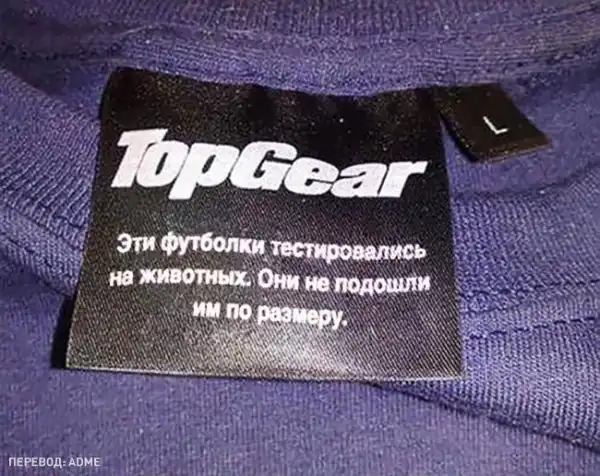 TopGear
L
Эти футболки тестировались
на животных. Они не подошли
им по размеру.
ПЕРЕВОД: ADME